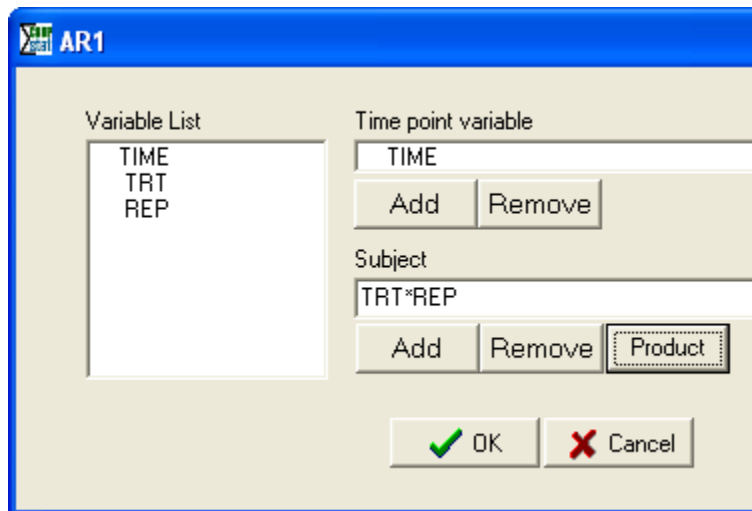 AR1
Variable List
TIME
TRT
REP
Time point variable
TIME
Add Remove
Subject
TRT*REP
Add Remove Product
OK Cancel